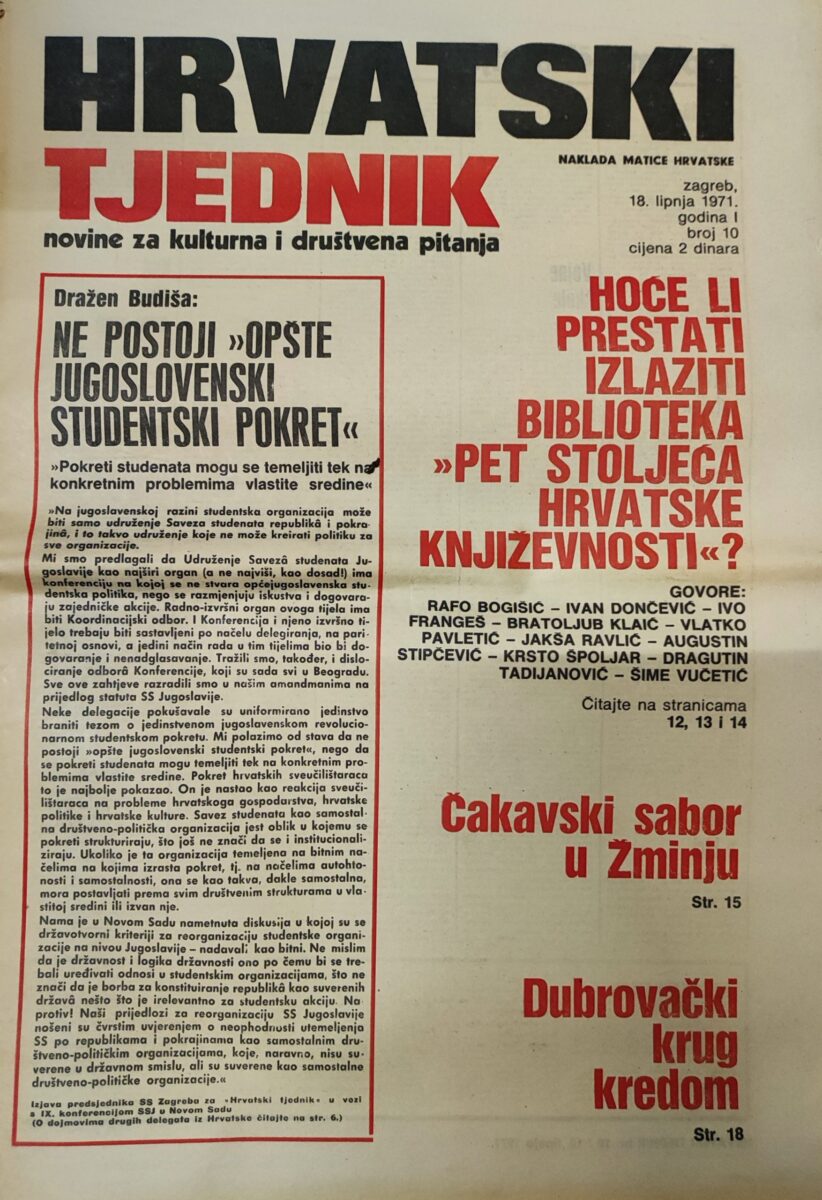 HRVATSKI
TJEDNIK
NAKLADA MATICE HRVATSKE
novine za kulturna i društvena pitanja
zagreb,
18. lipnja 1971.
godina I
broj 10
cijena 2 dinara
Dražen Budiša:
NE POSTOJI »OPŠTE
JUGOSLOVENSKI
STUDENTSKI POKRET«
»Pokreti studenata mogu se temeljiti tek na
konkretnim problemima vlastite sredine«
»Na jugoslavenskoj razini studentska organizacija može
biti samo udruženje Saveza studenata republikâ i pokra-
jinâ, i to takvo udruženje koje ne može kreirati politiku za
sve organizacije.
Mi smo predlagali da Udruženje Savezâ studenata Ju-
goslavije kao najširi organ (a ne najviši, kao dosad!) ima
konferenciju na kojoj se ne stvara općejugoslavenska stu-
dentska politika, nego se razmjenjuju iskustva i dogovara-
ju zajedničke akcije. Radno-izvršni organ ovoga tijela ima
biti Koordinacijski odbor. I Konferencija i njeno izvršno ti-
jelo trebaju biti sastavljeni po načelu delegiranja, na pari-
tetnoj osnovi, a jedini način rada u tim tijelima bio bi do-
govaranje i nenadglasavanje. Tražili smo, također, i dislo-
ciranje odborâ Konferencije, koji su sada svi u Beogradu.
Sve ove zahtjeve razradili smo u našim amandmanima na
prijedlog statuta SS Jugoslavije.
Neke delegacije pokušavale su uniformirano jedinstvo
braniti tezom o jedinstvenom jugoslavenskom revolucio-
narnom studentskom pokretu. Mi polazimo od stava da ne
postoji »opšte jugoslovenski studentski pokret«, nego da
se pokreti studenata mogu temeljiti tek na konkretnim pro-
blemima vlastite sredine. Pokret hrvatskih sveučilištaraca
to je najbolje pokazao. On je nastao kao reakcija sveuči-
lištaraca na probleme hrvatskoga gospodarstva, hrvatske
politike i hrvatske kulture. Savez studenata kao samostal-
na društveno-politička organizacija jest oblik u kojemu se
pokreti strukturiraju, što još ne znači da se i institucionali-
ziraju. Ukoliko je ta organizacija temeljena na bitnim na-
čelima na kojima izrasta pokret, tj. na načelima autohto-
nosti i samostalnosti, ona se kao takva, dakle samostalna,
mora postavljati prema svim društvenim strukturama u vla-
stitoj sredini ili izvan nje.
Nama je u Novom Sadu nametnuta diskusija u kojoj su se
državotvorni kriteriji za reorganizaciju studentske organi-
zacije na nivou Jugoslavije – nadavali kao bitni. Ne mislim
da je državnost i logika državnosti ono po čemu bi se tre-
bali uređivati odnosi u studentskim organizacijama, što ne
znači da je borba za konstituiranje republikâ kao suverenih
državâ nešto što je irelevantno za studentsku akciju. Na
protiv! Naši prijedlozi za reorganizaciju SS Jugoslavije
nošeni su čvrstim uvjerenjem o neophodnosti utemeljenja
SS po republikama i pokrajinama kao samostalnim dru-
štveno-političkim organizacijama, koje, naravno, nisu su-
verene u državnom smislu, ali su suverene kao samostalne
društveno-političke organizacije.«
Izjava predsjednika SS Zagreba za »Hrvatski tjednik« u vezi
s IX. konferencijom SSJ u Novom Sadu
(O dojmovima drugih delegata iz Hrvatske čitajte na str. 6.)
HOĆE LI
PRESTATI
IZLAZITI
BIBLIOTEKA
»PET STOLJEĆA
HRVATSKE
KNJIŽEVNOSTI«?
GOVORE:
RAFO BOGIŠIĆ – IVAN DONČEVIĆ – IVO
FRANGEŠ – BRATOLJUB KLAIĆ – VLATKO
PAVLETIĆ – JAKŠA RAVLIĆ – AUGUSTIN
STIPČEVIĆ – KRSTO ŠPOLJAR – DRAGUTIN
TADIJANOVIĆ – ŠIME VUČETIĆ
Čitajte na stranicama
12, 13 i 14
Čakavski sabor
u Žminju
Str. 15
Dubrovački
krug
kredom
Str. 18